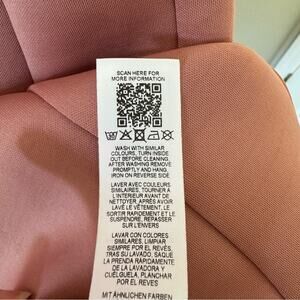 SCAN HERE FOR
MORE INFORMATION
WASH WITH SIMILAR
COLOURS, TURN INSIDE
OUT BEFORE CLEANING,
AFTER WASHING REMOVE
PROMPTLY AND HANG,
IRON ON REVERSE SIDE
LAVER AVEC COULEURS
SIMILAIRES, TOURNER À
L'INTÉRIEUR AVANT DE
NETTOYER, APRÈS AVOIR
LAVÉ LE VÊTEMENT, LE
SORTIR RAPIDEMENT ET LE
SUSPENDRE, REPASSER
SUR L'ENVERS
LAVAR CON COLORES
SIMILARES, LIMPIAR
SIEMPRE POR EL REVÉS,
TRAS SU LAVADO, SAQUE
LA PRENDA RÁPIDAMENTE
DE LA LAVADORA Y
CUÉLGUELA, PLANCHAR
POR EL REVES
MIT ÄHNLICHEN FARBEN